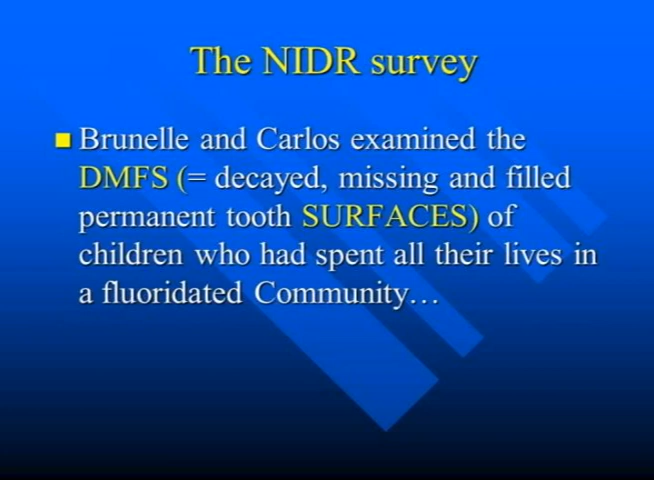 The NIDR survey
Brunelle and Carlos examined the
DMFS (= decayed, missing and filled
permanent tooth SURFACES) of
children who had spent all their lives in
a fluoridated Community…